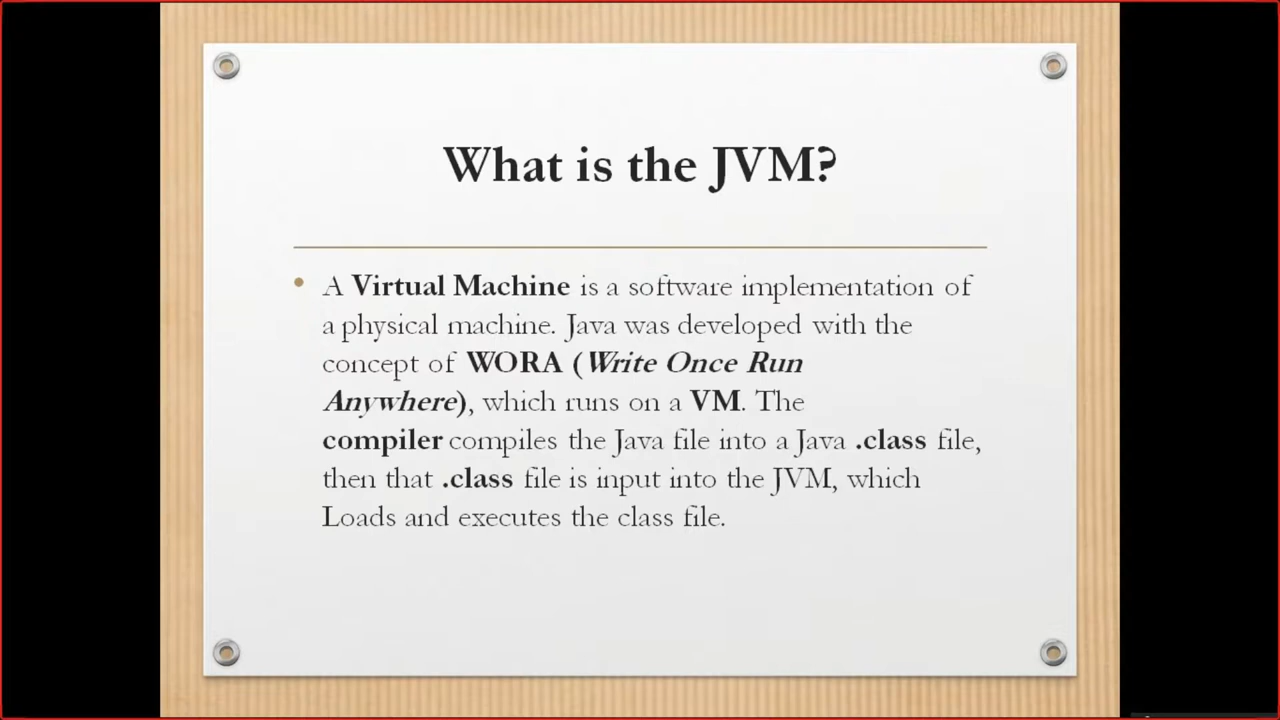 What is the JVM?
• A Virtual Machine is a software implementation of
a physical machine. Java was developed with the
concept of WORA (Write Once Run
Anywhere), which runs on a VM. The
compiler compiles the Java file into a Java .class file,
then that .class file is input into the JVM, which
Loads and executes the class file.